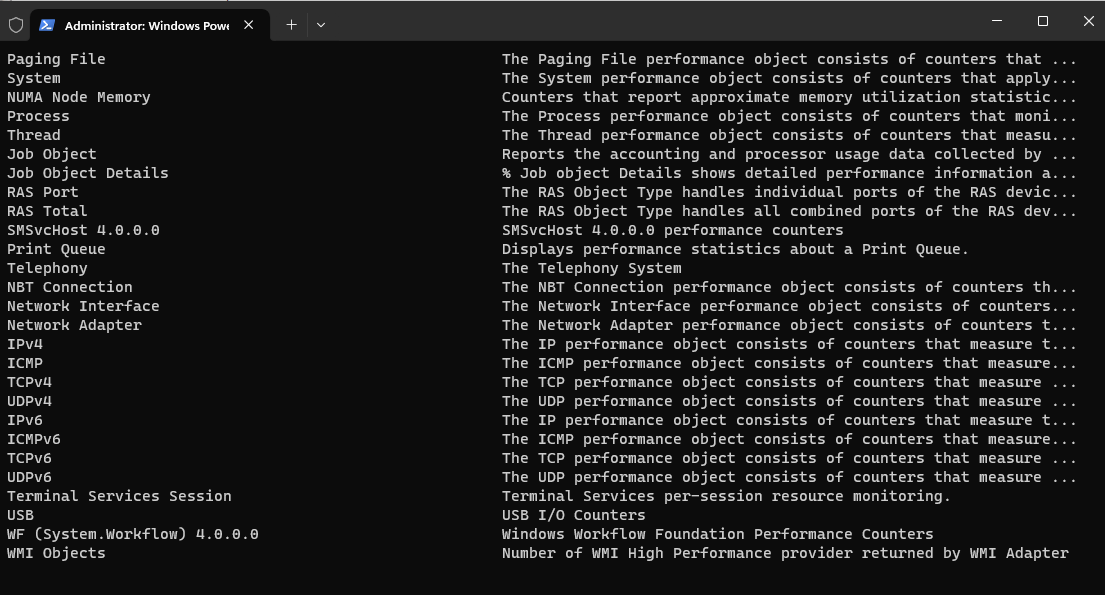 Administrator: Windows Powe
Paging File The Paging File performance object consists of counters that ...
System The System performance object consists of counters that apply...
NUMA Node Memory Counters that report approximate memory utilization statistic...
Process The Process performance object consists of counters that moni...
Thread The Thread performance object consists of counters that measu...
Job Object Reports the accounting and processor usage data collected by ...
Job Object Details % Job object Details shows detailed performance information a...
RAS Port The RAS Object Type handles individual ports of the RAS devic...
RAS Total The RAS Object Type handles all combined ports of the RAS dev...
SMSvcHost 4.0.0.0 SMSvcHost 4.0.0.0 performance counters
Print Queue Displays performance statistics about a Print Queue.
Telephony The Telephony System
NBT Connection The NBT Connection performance object consists of counters th...
Network Interface The Network Interface performance object consists of counters...
Network Adapter The Network Adapter performance object consists of counters t...
IPv4 The IP performance object consists of counters that measure t...
ICMP The ICMP performance object consists of counters that measure...
TCPv4 The TCP performance object consists of counters that measure ...
UDPv4 The UDP performance object consists of counters that measure ...
IPv6 The IP performance object consists of counters that measure t...
ICMPv6 The ICMP performance object consists of counters that measure...
TCPv6 The TCP performance object consists of counters that measure ...
UDPv6 The UDP performance object consists of counters that measure ...
Terminal Services Session Terminal Services per-session resource monitoring.
USB USB I/O Counters
WF (System.Workflow) 4.0.0.0 Windows Workflow Foundation Performance Counters
WMI Objects Number of WMI High Performance provider returned by WMI Adapter